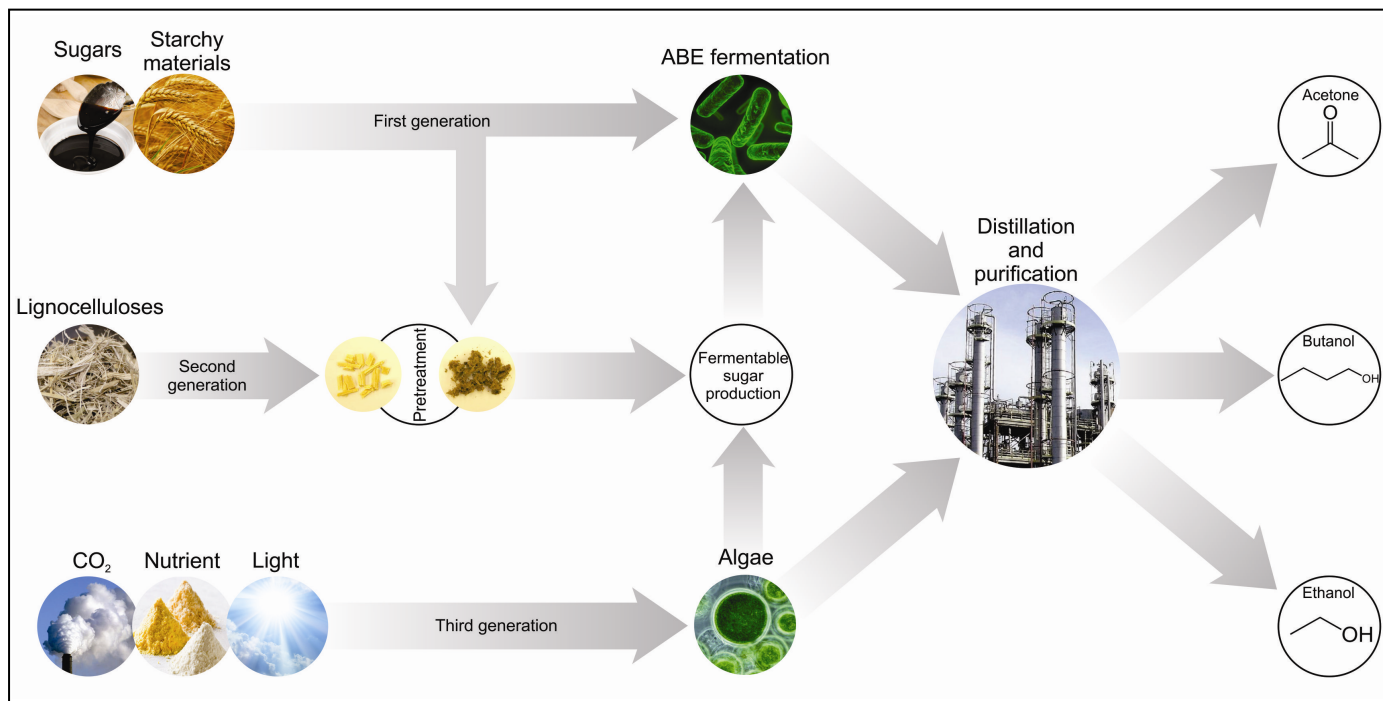 Sugars
Starchy
materials
ABE fermentation
First generation
Acetone
O
Distillation
and
purification
Lignocelluloses
Second
generation
Pretreatment
Fermentable
sugar
production
Butanol
OH
CO₂
Nutrient
Light
Third generation
Algae
Ethanol
OH